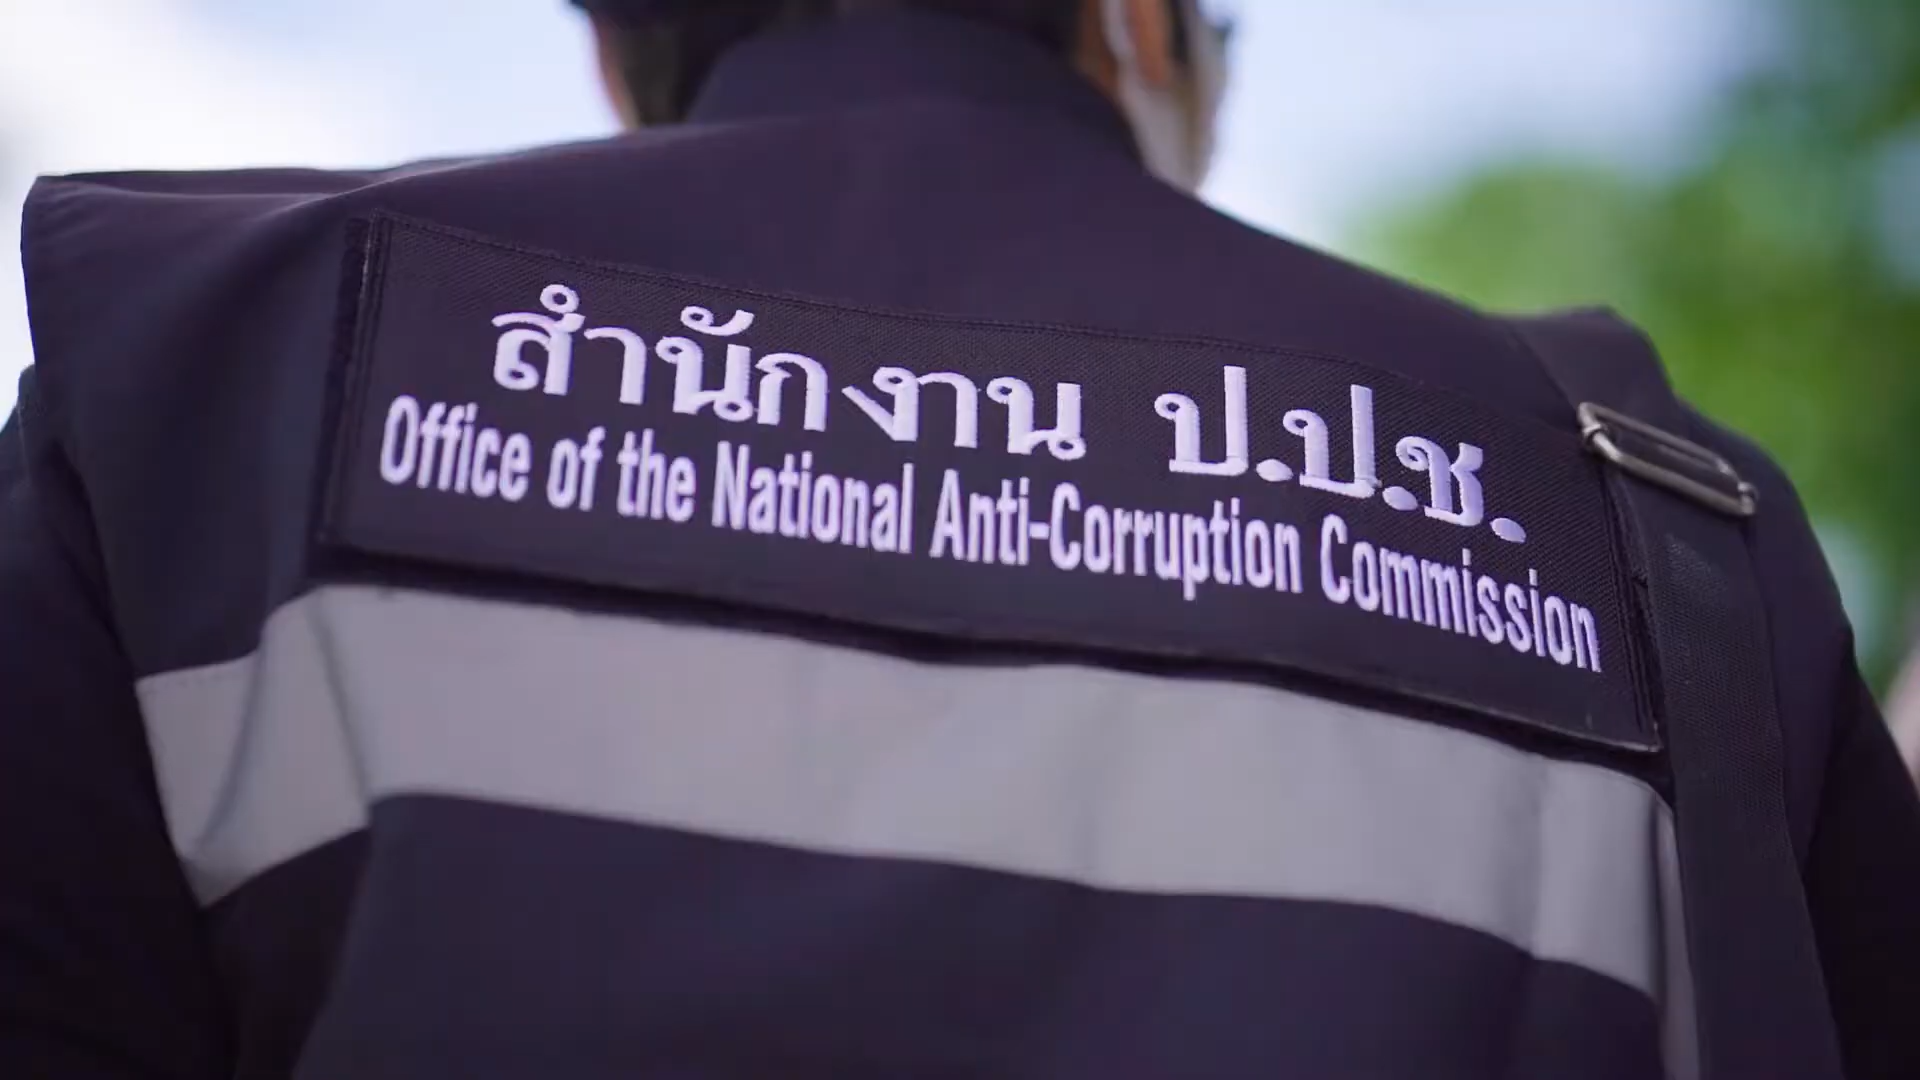 สำนักงาน ป.ป.ช.
Office of the National Anti-Corruption Commission